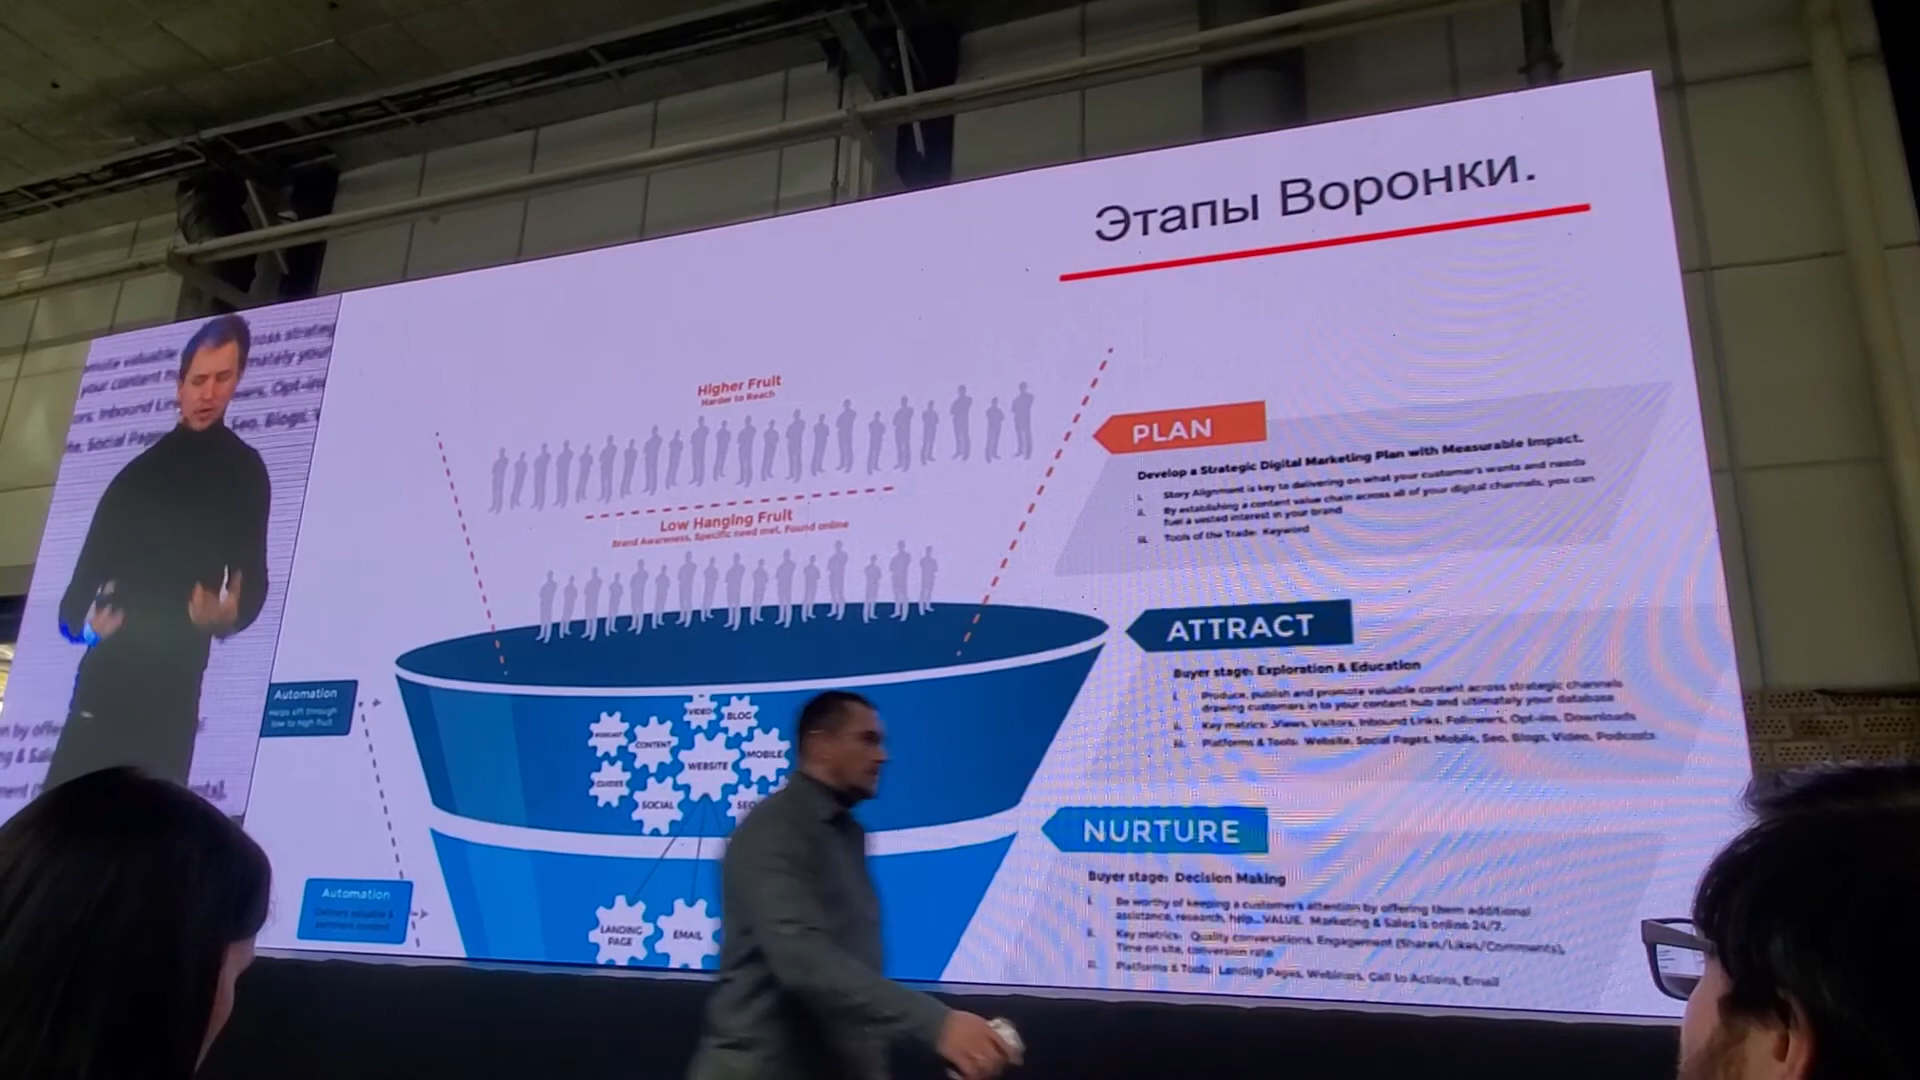 Этапы Воронки.
Higher Fruit
Harder to Reach
Low Hanging Fruit
Brand Awareness, Specific need met, Found online
PLAN
Develop a Strategic Digital Marketing Plan with Measurable Impact.
i. Story Alignment is key to delivering on what your customer's wants and needs
ii. By establishing a content value chain across all of your digital channels, you can
fuel a vested interest in your brand
iii. Tools of the Trade: Keyword
ATTRACT
Buyer stage: Exploration & Education
Produce, publish and promote valuable content across strategic channels
drawing customers in to your content hub and ultimately your database
Key metrics: Views, Visitors, Inbound Links, Followers, Opt-ins, Downloads
iii. Platforms & Tools: Website, Social Pages, Mobile, Seo, Blogs, Video, Podcasts
NURTURE
Buyer stage: Decision Making
i. Be worthy of keeping a customer's attention by offering them additional
assistance, research, help... VALUE. Marketing & Sales is online 24/7.
ii. Key metrics: Quality conversations, Engagement (Shares/Likes/Comments),
Time on site, conversion rate
iii. Platforms & Tools: Landing Pages, Webinars, Call to Actions, Email
Automation
Helps sift through
low to high fruit
Automation
Delivers valuable &
pertinent content
VIDEO
BLOG
PODCAST
CONTENT
MOBILE
WEBSITE
GUIDES
SOCIAL
SEO
LANDING
PAGE
EMAIL